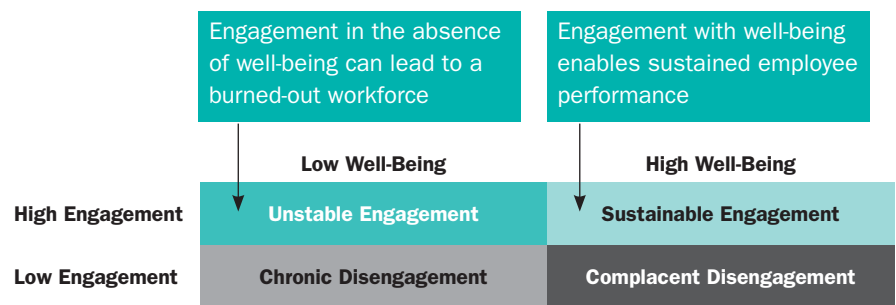 Engagement in the absence
of well-being can lead to a
burned-out workforce
Engagement with well-being
enables sustained employee
performance
Low Well-Being
High Well-Being
High Engagement
Unstable Engagement
Sustainable Engagement
Low Engagement
Chronic Disengagement
Complacent Disengagement